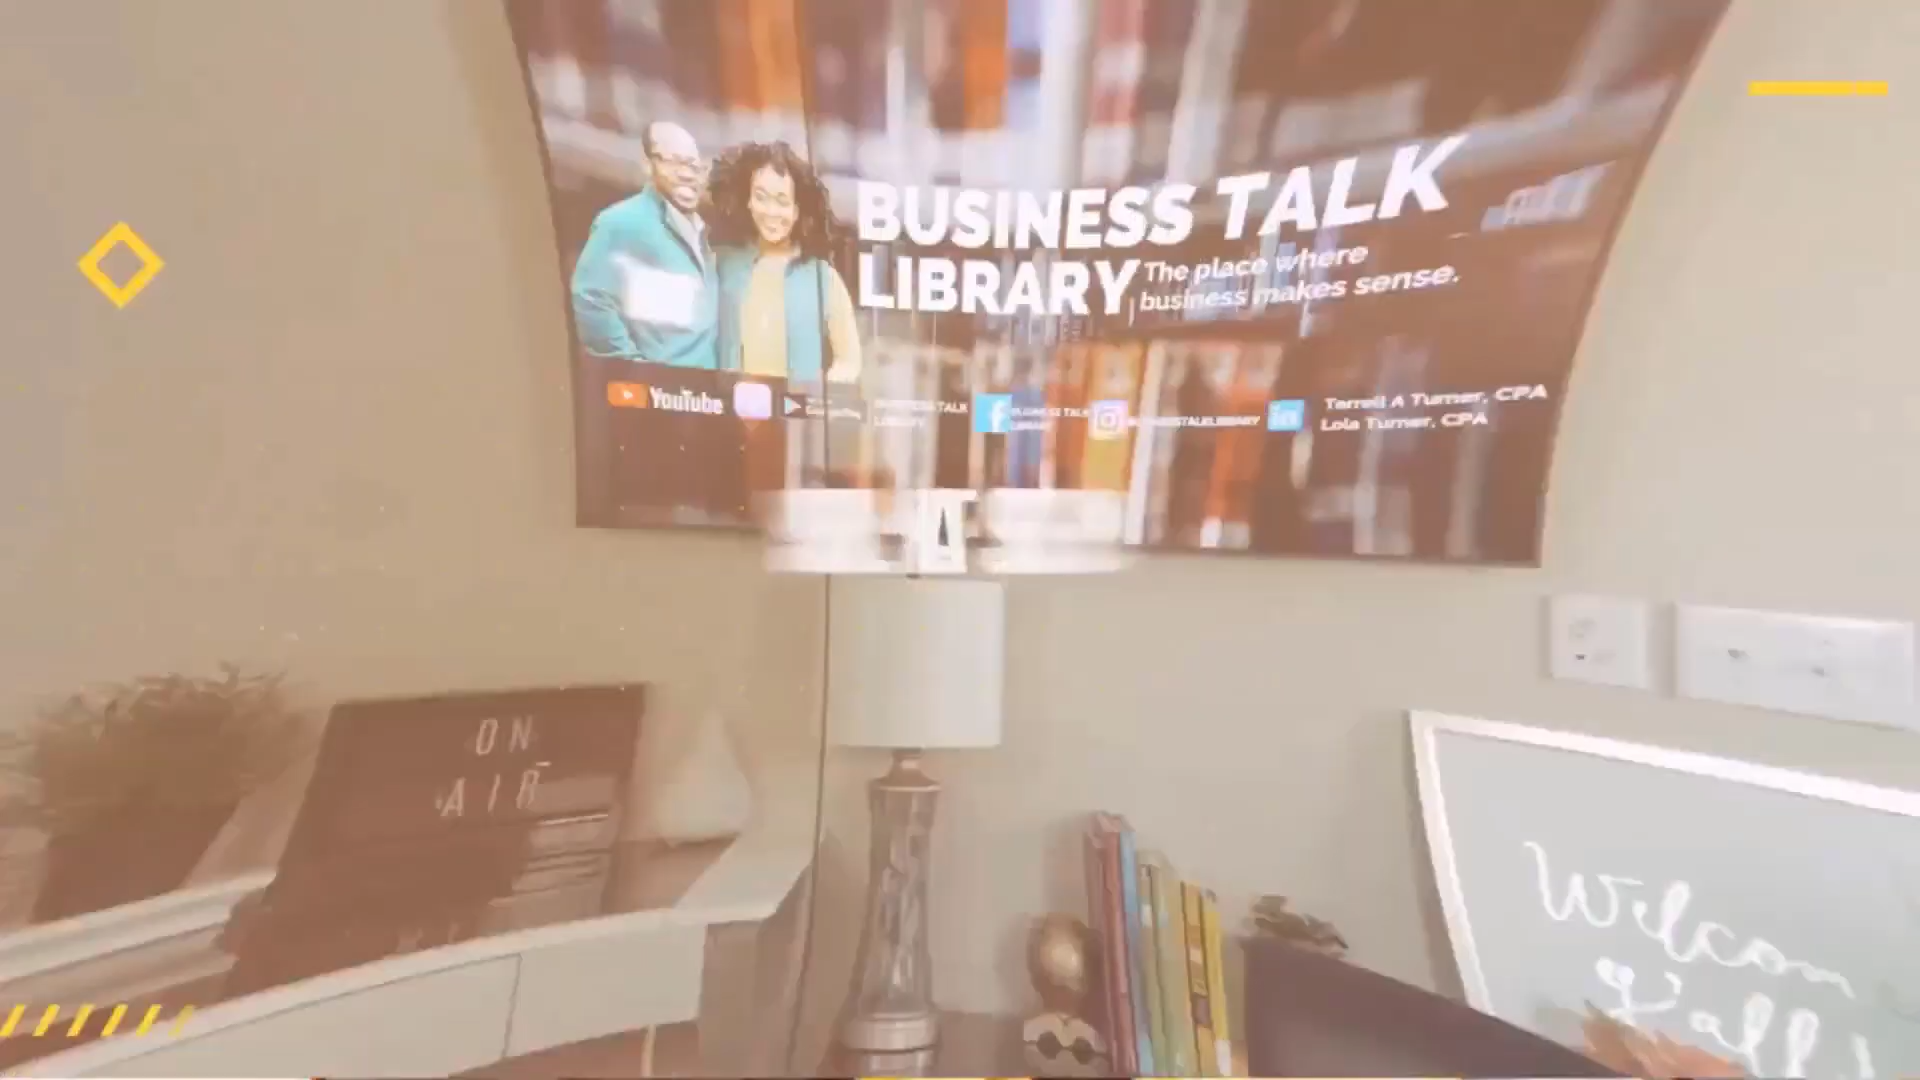 BUSINESS TALK
LIBRARY
The place where
business makes sense.
YouTube
Terrell A Turner, CPA
Lola Turner, CPA
ON
AIR
Welcom
Y'all!